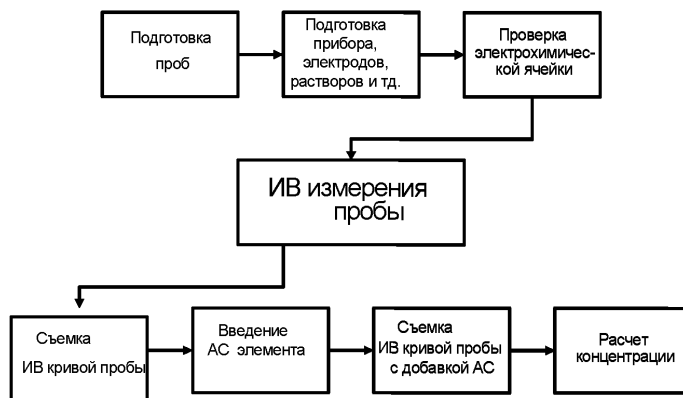 Подготовка
проб
Подготовка
прибора,
электродов,
растворов и тд.
Проверка
электрохимичес-
кой ячейки
ИВ измерения
пробы
Съемка
ИВ кривой пробы
Введение
АС элемента
Съемка
ИВ кривой пробы
с добавкой АС
Расчет
концентрации